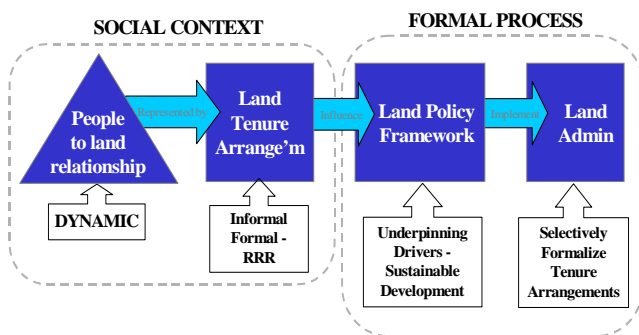 SOCIAL CONTEXT
FORMAL PROCESS
People
to land
relationship
Represented by
Land
Tenure
Arrange'm
Influence
Land Policy
Framework
Implement
Land
Admin
DYNAMIC
Informal
Formal -
RRR
Underpinning
Drivers -
Sustainable
Development
Selectively
Formalize
Tenure
Arrangements